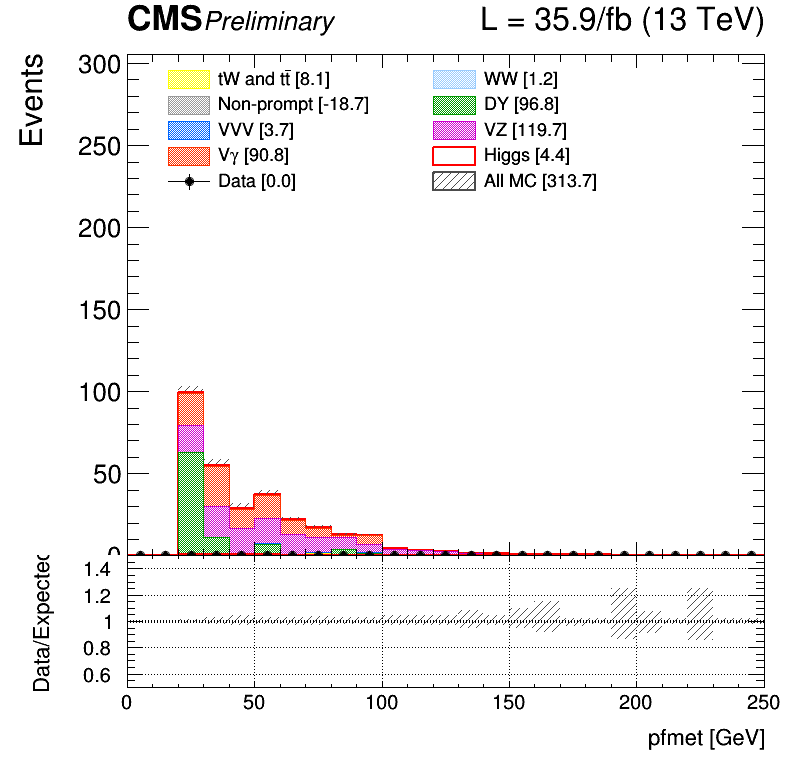 CMS Preliminary L = 35.9/fb (13 TeV)
Events
300
250
200
150
100
50
0
tW and tt̄ [8.1]
Non-prompt [-18.7]
VVV [3.7]
Vγ [90.8]
Data [0.0]
WW [1.2]
DY [96.8]
VZ [119.7]
Higgs [4.4]
All MC [313.7]
Data/Expected
1.4
1.2
1
0.8
0.6
0 50 100 150 200 250
pfmet [GeV]